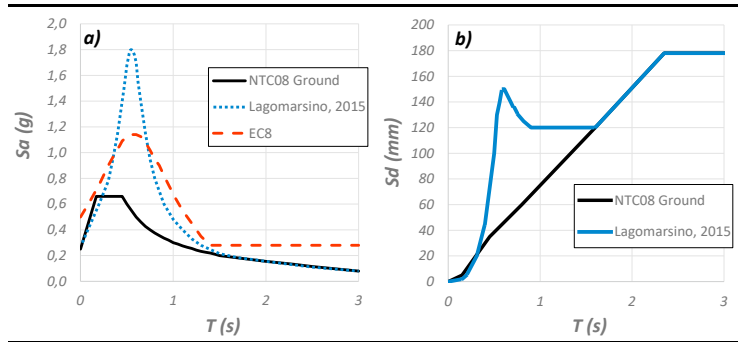 a)
Sa (g)
2,0
1,8
1,6
1,4
1,2
1,0
0,8
0,6
0,4
0,2
0,0
NTC08 Ground
Lagomarsino, 2015
EC8
0
1
2
3
T (s)
b)
Sd (mm)
200
180
160
140
120
100
80
60
40
20
0
NTC08 Ground
Lagomarsino, 2015
0
1
2
3
T (s)